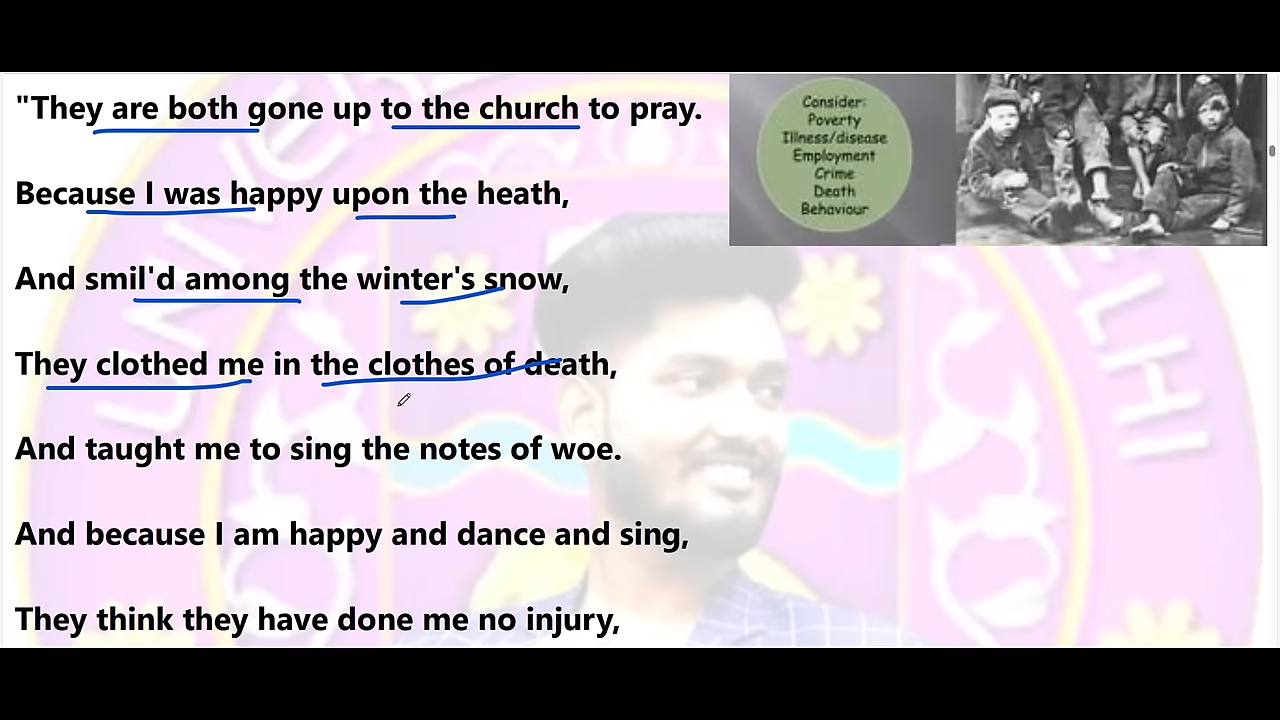 "They are both gone up to the church to pray.
Because I was happy upon the heath,
And smil'd among the winter's snow,
They clothed me in the clothes of death,
And taught me to sing the notes of woe.
And because I am happy and dance and sing,
They think they have done me no injury,
Consider:
Poverty
Illness/disease
Employment
Crime
Death
Behaviour